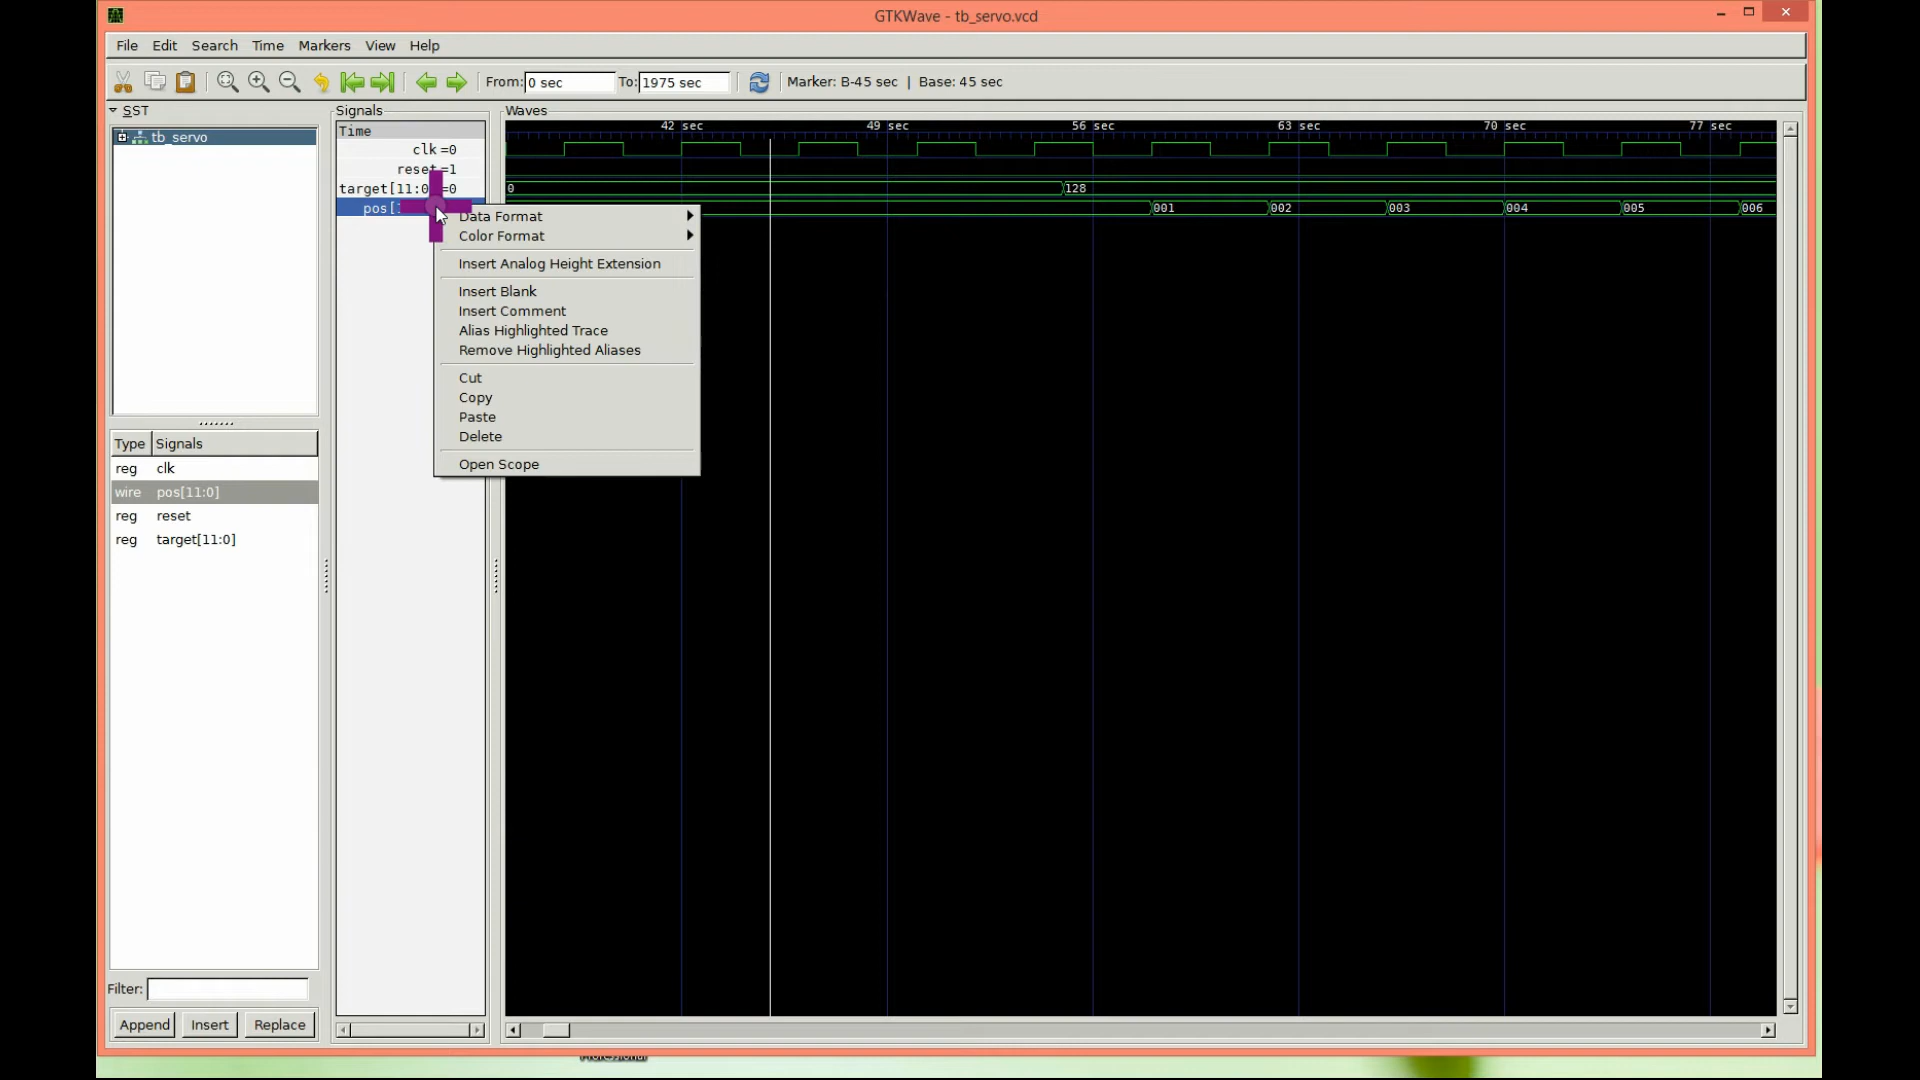 GTKWave - tb_servo.vcd
File Edit Search Time Markers View Help
From: 0 sec To: 1975 sec Marker: B-45 sec | Base: 45 sec
SST
tb_servo
Type Signals
reg clk
wire pos[11:0]
reg reset
reg target[11:0]
Filter:
Append Insert Replace
Signals
Time
clk =0
reset =1
target[11:0 =0
pos[
Data Format
Color Format
Insert Analog Height Extension
Insert Blank
Insert Comment
Alias Highlighted Trace
Remove Highlighted Aliases
Cut
Copy
Paste
Delete
Open Scope
Waves
42 sec 49 sec 56 sec 63 sec 70 sec 77 sec
0 128
001 002 003 004 005 006